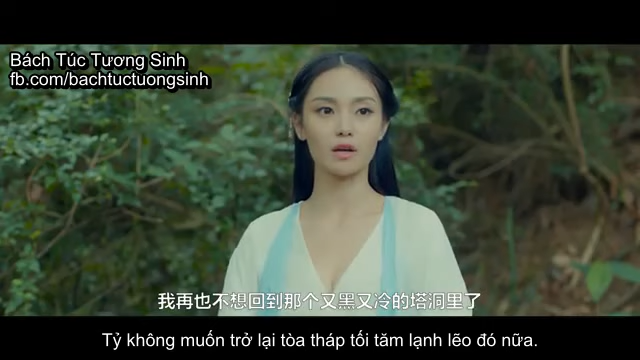 Bách Túc Tương Sinh
fb.com/bachtuctuongsinh
我再也不想回到那个又黑又冷的塔洞里了
Tỷ không muốn trở lại tòa tháp tối tăm lạnh lẽo đó nữa.